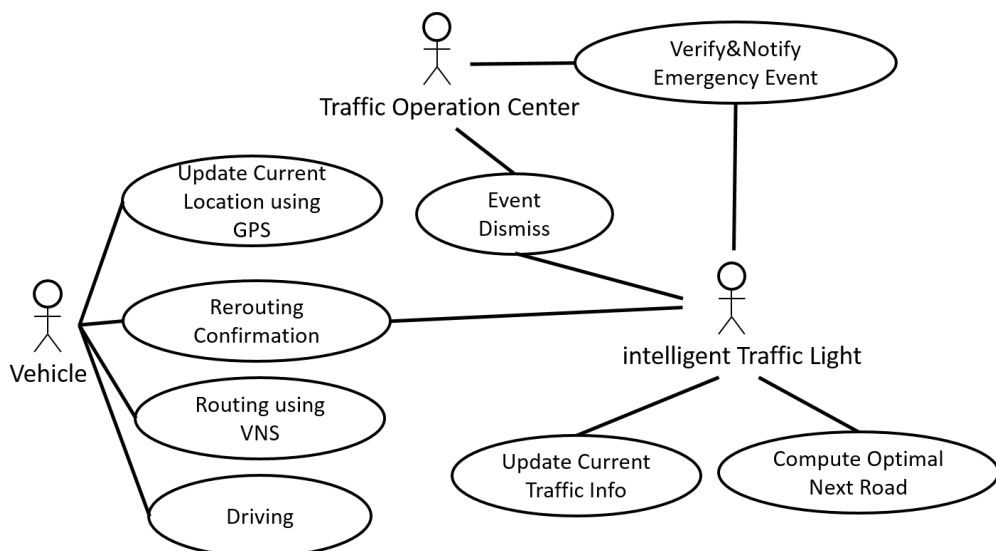 Verify&Notify
Emergency Event
Traffic Operation Center
Update Current
Location using
GPS
Event
Dismiss
Rerouting
Confirmation
intelligent Traffic Light
Vehicle
Routing using
VNS
Update Current
Traffic Info
Compute Optimal
Next Road
Driving